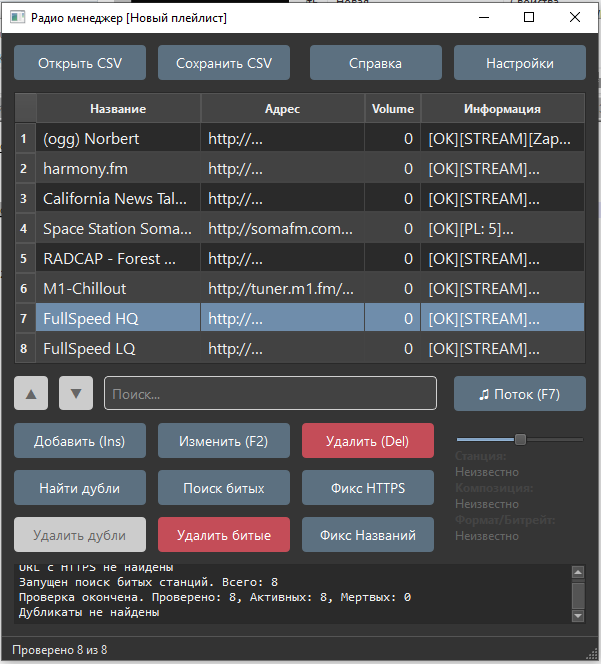 Радио менеджер [Новый плейлист]
Открыть CSV Сохранить CSV Справка Настройки
Название Адрес Volume Информация
1 (ogg) Norbert http://... 0 [OK][STREAM][Zap...
2 harmony.fm http://... 0 [OK][STREAM]...
3 California News Tal... http://... 0 [OK][STREAM]...
4 Space Station Soma... http://somafm.com... 0 [OK][PL: 5]...
5 RADCAP - Forest ... http://... 0 [OK][STREAM]...
6 M1-Chillout http://tuner.m1.fm/... 0 [OK][STREAM]...
7 FullSpeed HQ http://... 0 [OK][STREAM]...
8 FullSpeed LQ http://... 0 [OK][STREAM]...
▲ ▼ Поиск... ♫ Поток (F7)
Добавить (Ins) Изменить (F2) Удалить (Del)
Станция:
Неизвестно
Найти дубли Поиск битых Фикс HTTPS
Композиция:
Неизвестно
Формат/Битрейт:
Удалить дубли Удалить битые Фикс Названий
Неизвестно
URL с HTTPS не найдены
Запущен поиск битых станций. Всего: 8
Проверка окончена. Проверено: 8, Активных: 8, Мертвых: 0
Дубликаты не найдены
Проверено 8 из 8